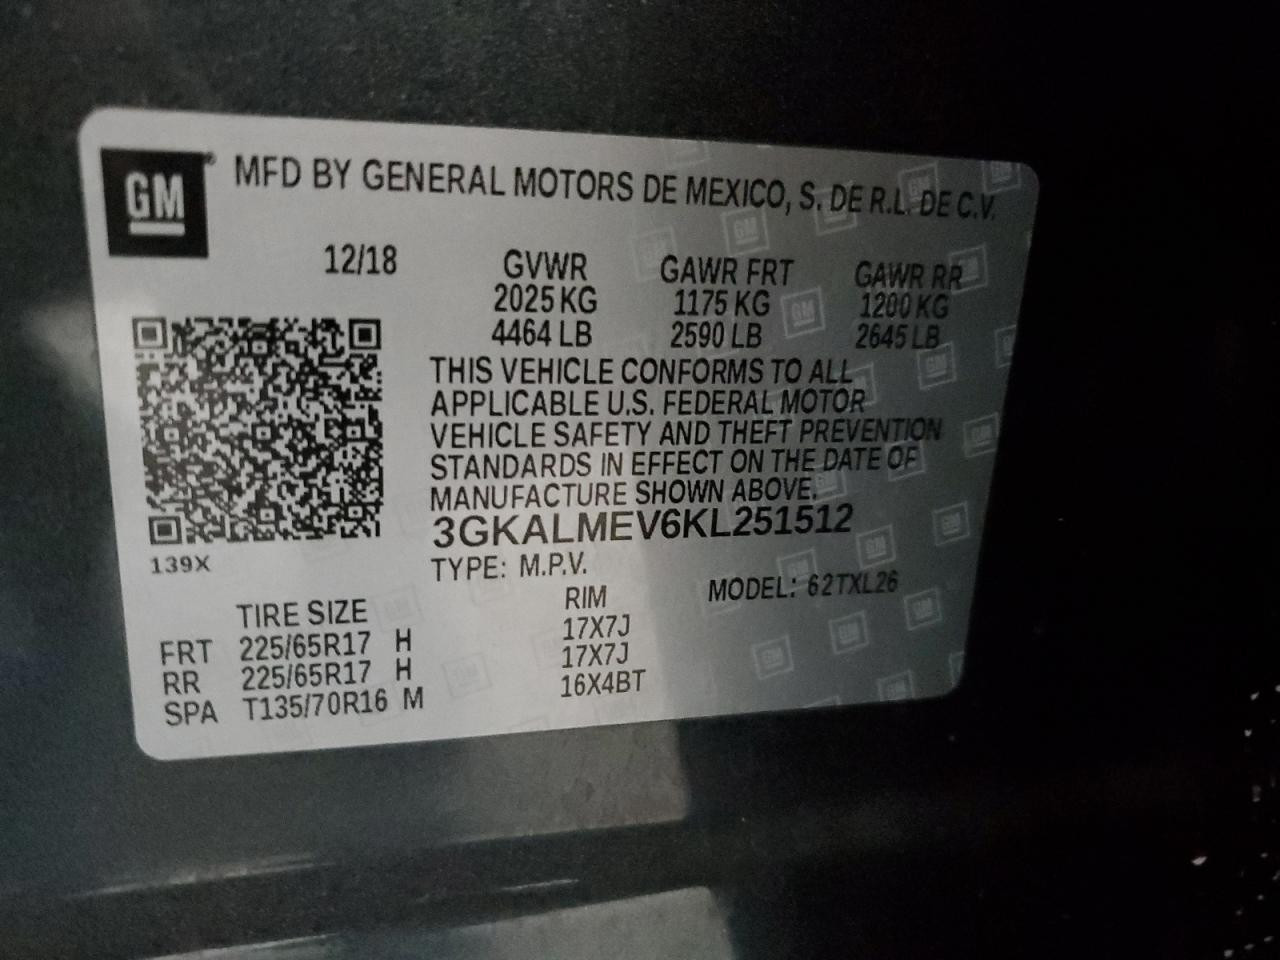 GM
MFD BY GENERAL MOTORS DE MEXICO, S. DE R.L. DE C.V.
12/18 GVWR GAWR FRT GAWR RR
2025 KG 1175 KG 1200 KG
4464 LB 2590 LB 2645 LB
THIS VEHICLE CONFORMS TO ALL
APPLICABLE U.S. FEDERAL MOTOR
VEHICLE SAFETY AND THEFT PREVENTION
STANDARDS IN EFFECT ON THE DATE OF
MANUFACTURE SHOWN ABOVE.
3GKALMEV6KL251512
139X
TYPE: M.P.V. MODEL: 62TXL26
TIRE SIZE RIM
FRT 225/65R17 H 17X7J
RR 225/65R17 H 17X7J
SPA T135/70R16 M 16X4BT